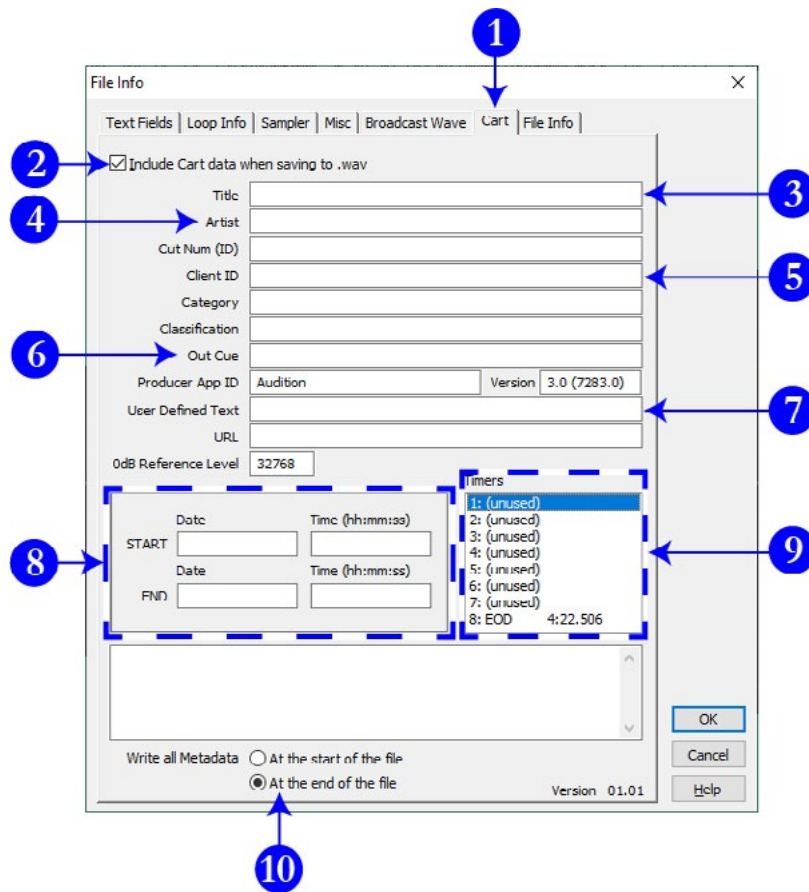 1
File Info
Text Fields Loop Info Sampler Misc Broadcast Wave Cart File Info
2 Include Cart data when saving to .wav
Title 3
4 Artist
Cut Num (ID)
Client ID 5
Category
Classification
6 Out Cue
Producer App ID Audition Version 3.0 (7283.0)
User Defined Text 7
URL
0dB Reference Level 32768
Timers
1: (unused)
2: (unused)
3: (unused)
4: (unused)
5: (unused)
6: (unused)
7: (unused)
8: EOD 4:22.506
9
Date Time (hh:mm:ss)
START
8
Date Time (hh:mm:ss)
END
OK
Write all Metadata At the start of the file
Cancel
At the end of the file
Version 01.01
Help
10